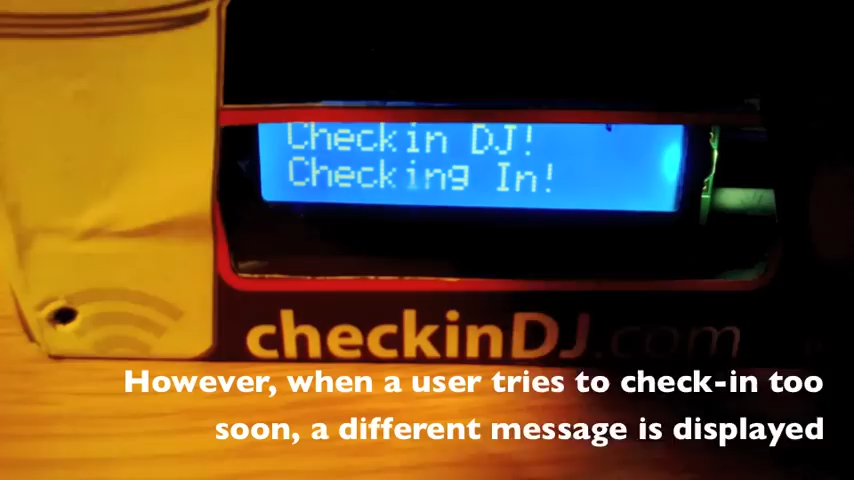 Checkin DJ!
Checking In!
checkinDJ.com
However, when a user tries to check-in too
soon, a different message is displayed